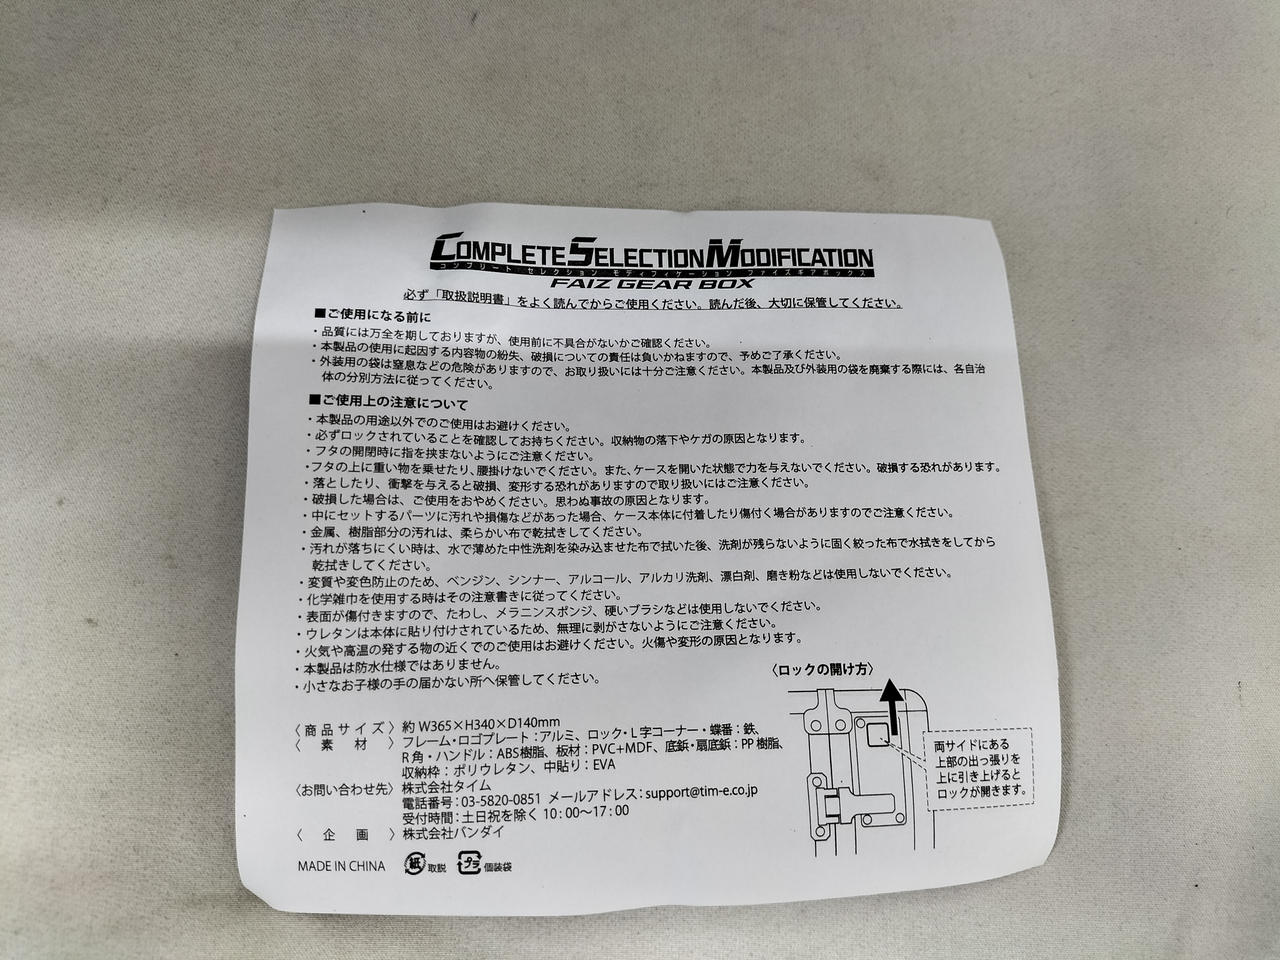 COMPLETE SELECTION MODIFICATION
コンプリート セレクション モディフィケーション ファイズギアボックス
FAIZ GEAR BOX
必ず「取扱説明書」をよく読んでからご使用ください。読んだ後、大切に保管してください。
■ご使用になる前に
・品質には万全を期しておりますが、使用前に不具合がないかご確認ください。
・本製品の使用に起因する内容物の紛失、破損についての責任は負いかねますので、予めご了承ください。
・外装用の袋は窒息などの危険がありますので、お取り扱いには十分ご注意ください。本製品及び外装用の袋を廃棄する際には、各自治
体の分別方法に従ってください。
■ご使用上の注意について
・本製品の用途以外でのご使用はお避けください。
・必ずロックされていることを確認してお持ちください。収納物の落下やケガの原因となります。
・フタの開閉時に指を挟まないようにご注意ください。
・フタの上に重い物を乗せたり、腰掛けないでください。また、ケースを開いた状態で力を与えないでください。破損する恐れがあります。
・落としたり、衝撃を与えると破損、変形する恐れがありますので取り扱いにはご注意ください。
・破損した場合は、ご使用をおやめください。思わぬ事故の原因となります。
・中にセットするパーツに汚れや損傷などがあった場合、ケース本体に付着したり傷付く場合がありますのでご注意ください。
・金属、樹脂部分の汚れは、柔らかい布で乾拭きしてください。
・汚れが落ちにくい時は、水で薄めた中性洗剤を染み込ませた布で拭いた後、洗剤が残らないように固く絞った布で水拭きをしてから
乾拭きしてください。
・変質や変色防止のため、ベンジン、シンナー、アルコール、アルカリ洗剤、漂白剤、磨き粉などは使用しないでください。
・化学雑巾を使用する時はその注意書きに従ってください。
・表面が傷付きますので、たわし、メラニンスポンジ、硬いブラシなどは使用しないでください。
・ウレタンは本体に貼り付けされているため、無理に剥がさないようにご注意ください。
・火気や高温の発する物の近くでのご使用はお避けください。火傷や変形の原因となります。
・本製品は防水仕様ではありません。
・小さなお子様の手の届かない所へ保管してください。
〈ロックの開け方〉
両サイドにある
上部の出っ張りを
上に引き上げると
ロックが開きます。
〈商品サイズ〉約 W365×H340×D140mm
〈素材〉フレーム・ロゴプレート：アルミ、ロック・L字コーナー・蝶番：鉄、
R角・ハンドル：ABS樹脂、板材：PVC+MDF、底鋲・扇底鋲：PP樹脂、
収納枠：ポリウレタン、中貼り：EVA
〈お問い合わせ先〉株式会社タイム
電話番号：03-5820-0851 メールアドレス：support@tim-e.co.jp
受付時間：土日祝を除く 10：00〜17：00
〈企画〉株式会社バンダイ
MADE IN CHINA 紙 取説 プラ 個装袋